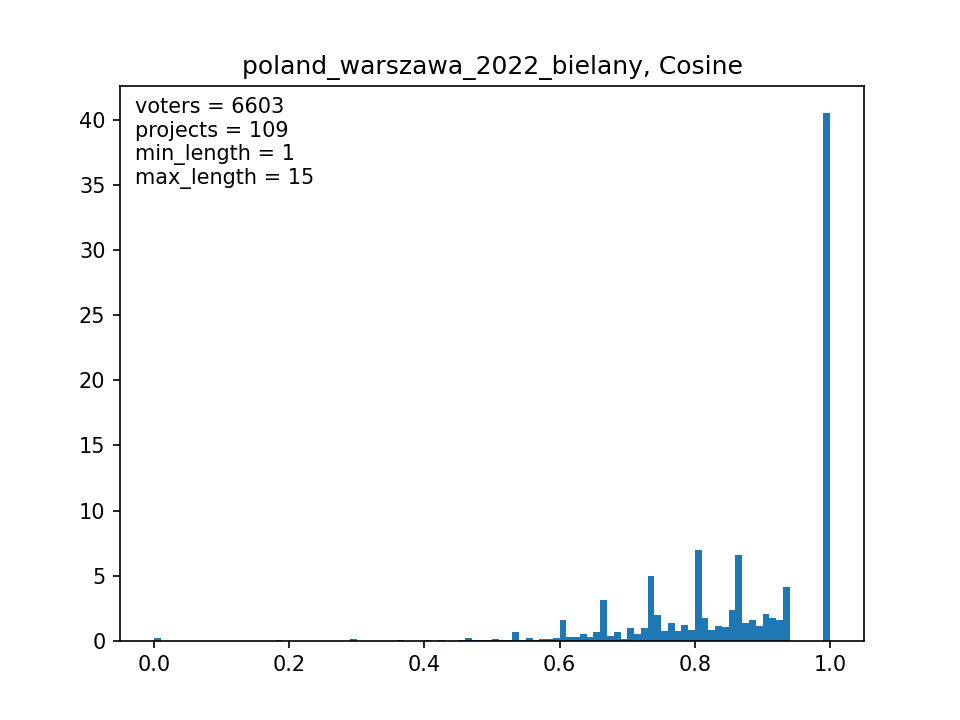 poland_warszawa_2022_bielany, Cosine
voters = 6603
projects = 109
min_length = 1
max_length = 15
40
35
30
25
20
15
10
5
0
0.0 0.2 0.4 0.6 0.8 1.0